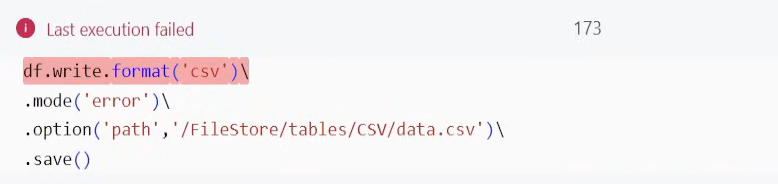 Last execution failed
173
df.write.format('csv')\
.mode('error')\
.option('path','/FileStore/tables/CSV/data.csv')\
.save()